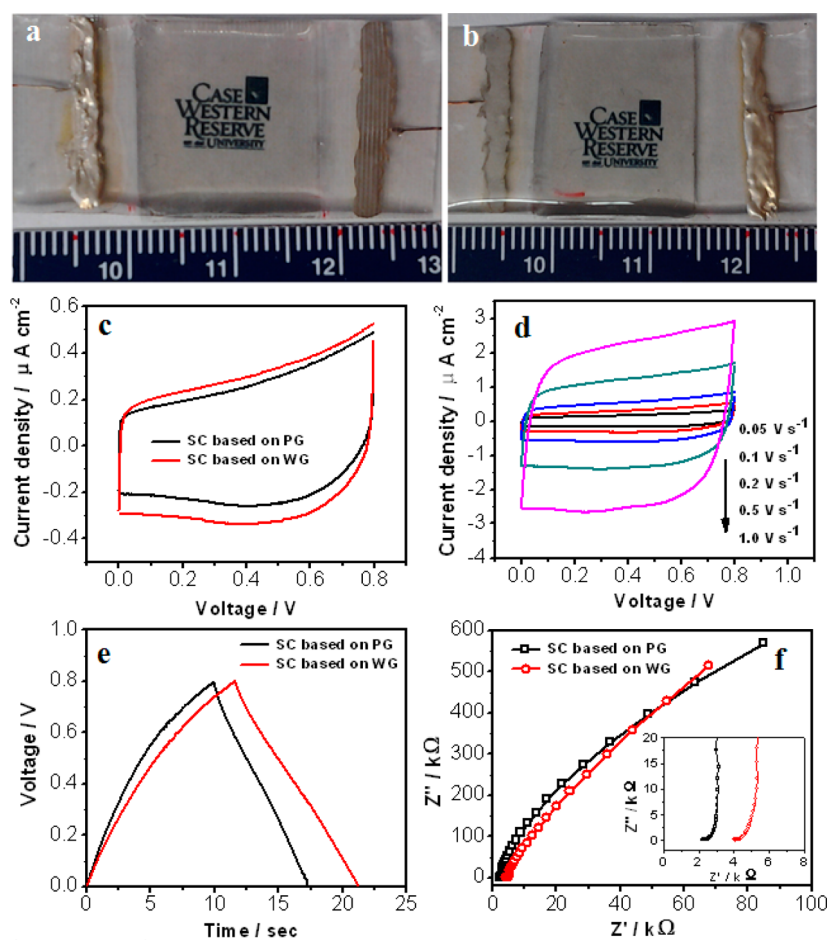 a
CASE
WESTERN
RESERVE
UNIVERSITY
10 11 12 13
b
CASE
WESTERN
RESERVE
UNIVERSITY
10 11 12
c
Current density / μ A cm-2
0.6
0.4
0.2
0.0
-0.2
-0.4
SC based on PG
SC based on WG
0.0 0.2 0.4 0.6 0.8
Voltage / V
d
Current density / μ A cm-2
3
2
1
0
-1
-2
-3
-4
0.05 V s-1
0.1 V s-1
0.2 V s-1
0.5 V s-1
1.0 V s-1
0.0 0.2 0.4 0.6 0.8 1.0
Voltage / V
e
Voltage / V
1.0
0.8
0.6
0.4
0.2
0.0
SC based on PG
SC based on WG
0 5 10 15 20 25
Time / sec
f
Z'' / kΩ
600
500
400
300
200
100
0
SC based on PG
SC based on WG
Z'' / k Ω
20
15
10
5
0
0 2 4 6 8
Z' / k Ω
0 20 40 60 80 100
Z' / kΩ